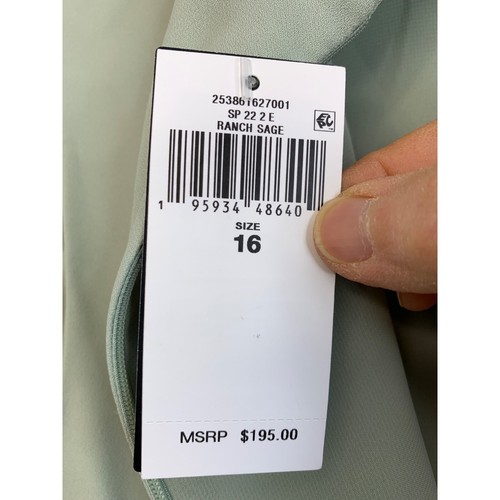 253861627001
SP 22 2 E
RANCH SAGE
1 95934 48640
SIZE
16
MSRP $195.00